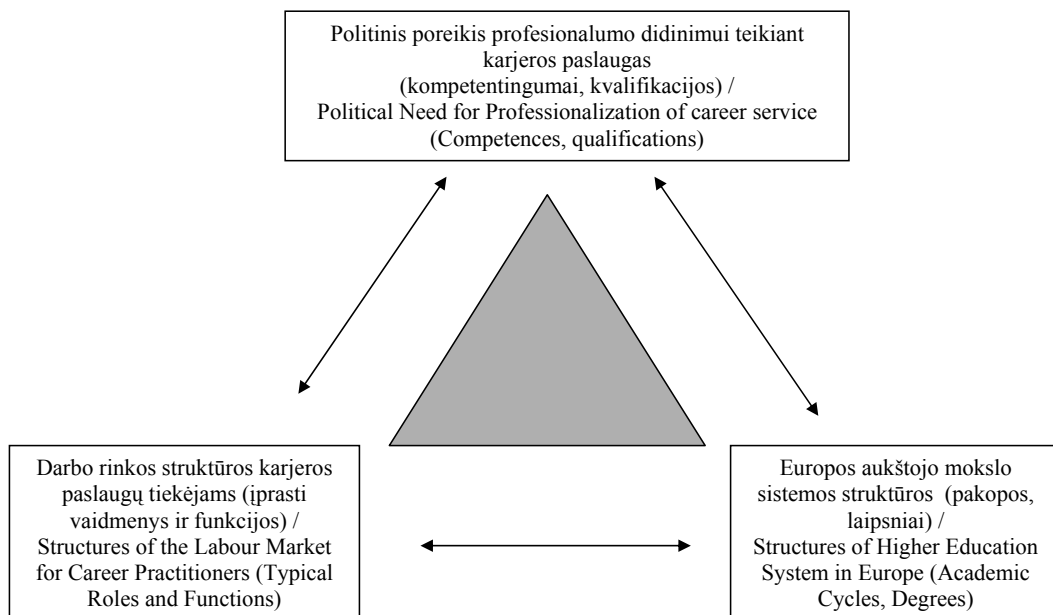 Politinis poreikis profesionalumo didinimui teikiant
karjeros paslaugas
(kompetentingumai, kvalifikacijos) /
Political Need for Professionalization of career service
(Competences, qualifications)
Darbo rinkos struktūros karjeros
paslaugų tiekėjams (įprasti
vaidmenys ir funkcijos) /
Structures of the Labour Market
for Career Practitioners (Typical
Roles and Functions)
Europos aukštojo mokslo
sistemos struktūros (pakopos,
laipsniai) /
Structures of Higher Education
System in Europe (Academic
Cycles, Degrees)